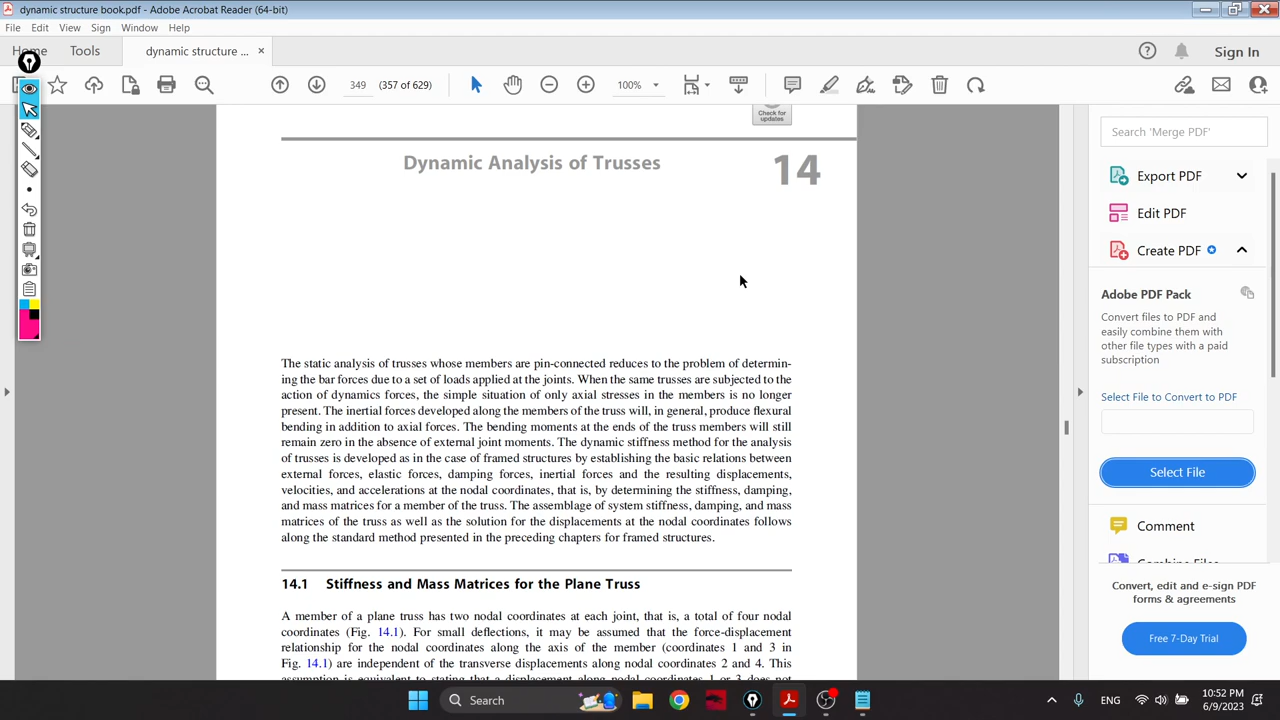 dynamic structure book.pdf - Adobe Acrobat Reader (64-bit)
File Edit View Sign Window Help
Home Tools dynamic structure ... × Sign In
349 (357 of 629) 100%
Check for
updates
Dynamic Analysis of Trusses 14
The static analysis of trusses whose members are pin-connected reduces to the problem of determin-
ing the bar forces due to a set of loads applied at the joints. When the same trusses are subjected to the
action of dynamics forces, the simple situation of only axial stresses in the members is no longer
present. The inertial forces developed along the members of the truss will, in general, produce flexural
bending in addition to axial forces. The bending moments at the ends of the truss members will still
remain zero in the absence of external joint moments. The dynamic stiffness method for the analysis
of trusses is developed as in the case of framed structures by establishing the basic relations between
external forces, elastic forces, damping forces, inertial forces and the resulting displacements,
velocities, and accelerations at the nodal coordinates, that is, by determining the stiffness, damping,
and mass matrices for a member of the truss. The assemblage of system stiffness, damping, and mass
matrices of the truss as well as the solution for the displacements at the nodal coordinates follows
along the standard method presented in the preceding chapters for framed structures.
14.1 Stiffness and Mass Matrices for the Plane Truss
A member of a plane truss has two nodal coordinates at each joint, that is, a total of four nodal
coordinates (Fig. 14.1). For small deflections, it may be assumed that the force-displacement
relationship for the nodal coordinates along the axis of the member (coordinates 1 and 3 in
Fig. 14.1) are independent of the transverse displacements along nodal coordinates 2 and 4. This
assumption is equivalent to stating that a displacement along nodal coordinates 1 or 3 does not
Search 'Merge PDF'
Export PDF
Edit PDF
Create PDF
Adobe PDF Pack
Convert files to PDF and
easily combine them with
other file types with a paid
subscription
Select File to Convert to PDF
Select File
Comment
Combine Files
Convert, edit and e-sign PDF
forms & agreements
Free 7-Day Trial
Search
ENG
10:52 PM
6/9/2023